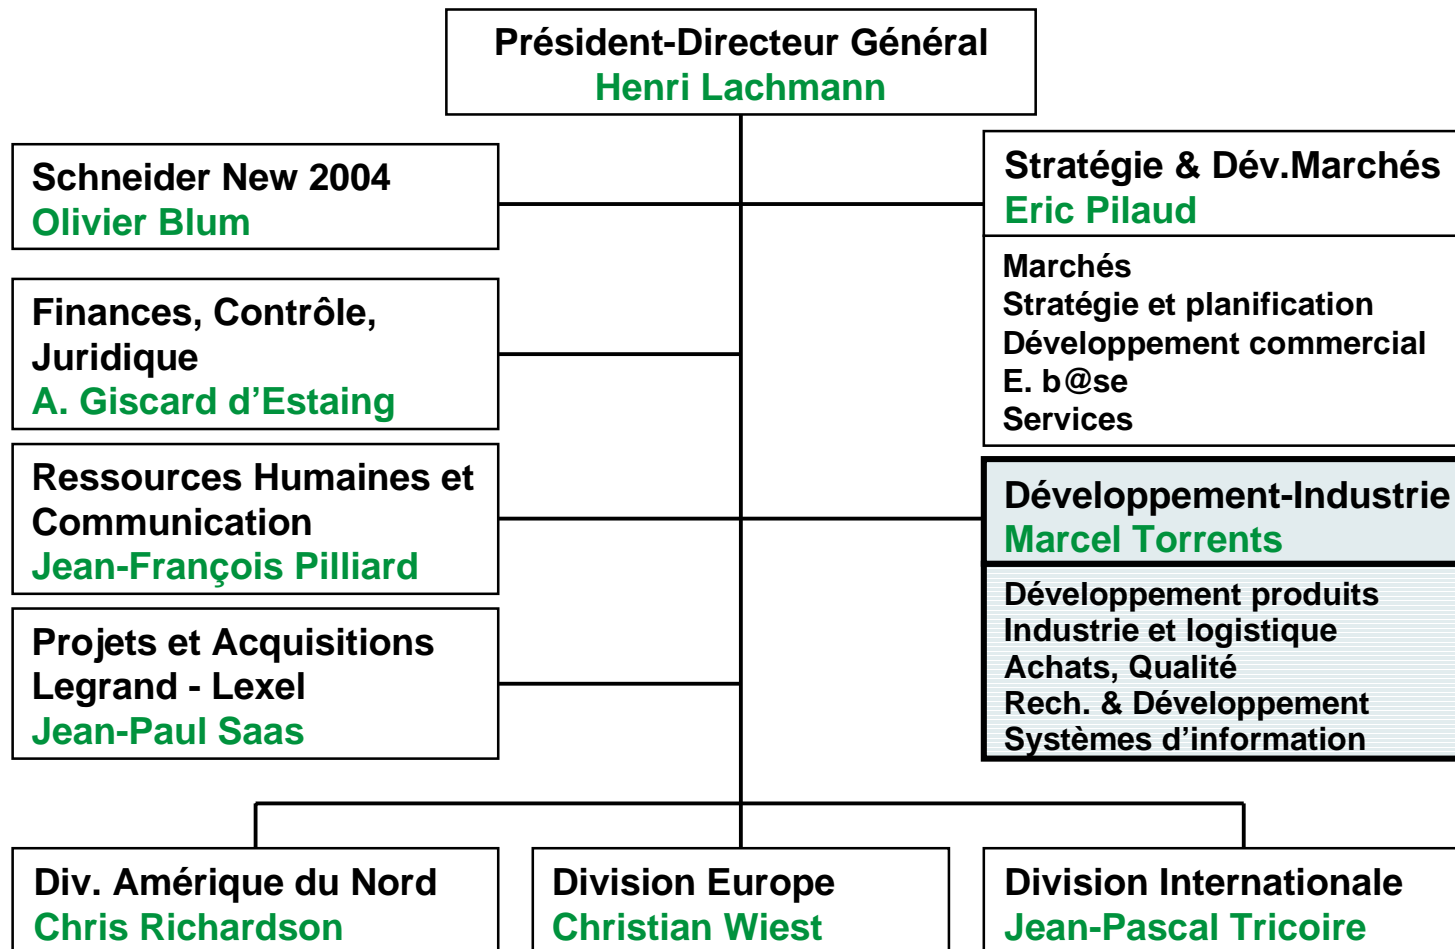 Président-Directeur Général
Henri Lachmann
Schneider New 2004
Olivier Blum
Finances, Contrôle,
Juridique
A. Giscard d’Estaing
Ressources Humaines et
Communication
Jean-François Pilliard
Projets et Acquisitions
Legrand - Lexel
Jean-Paul Saas
Stratégie & Dév.Marchés
Eric Pilaud
Marchés
Stratégie et planification
Développement commercial
E. b@se
Services
Développement-Industrie
Marcel Torrents
Développement produits
Industrie et logistique
Achats, Qualité
Rech. & Développement
Systèmes d’information
Div. Amérique du Nord
Chris Richardson
Division Europe
Christian Wiest
Division Internationale
Jean-Pascal Tricoire